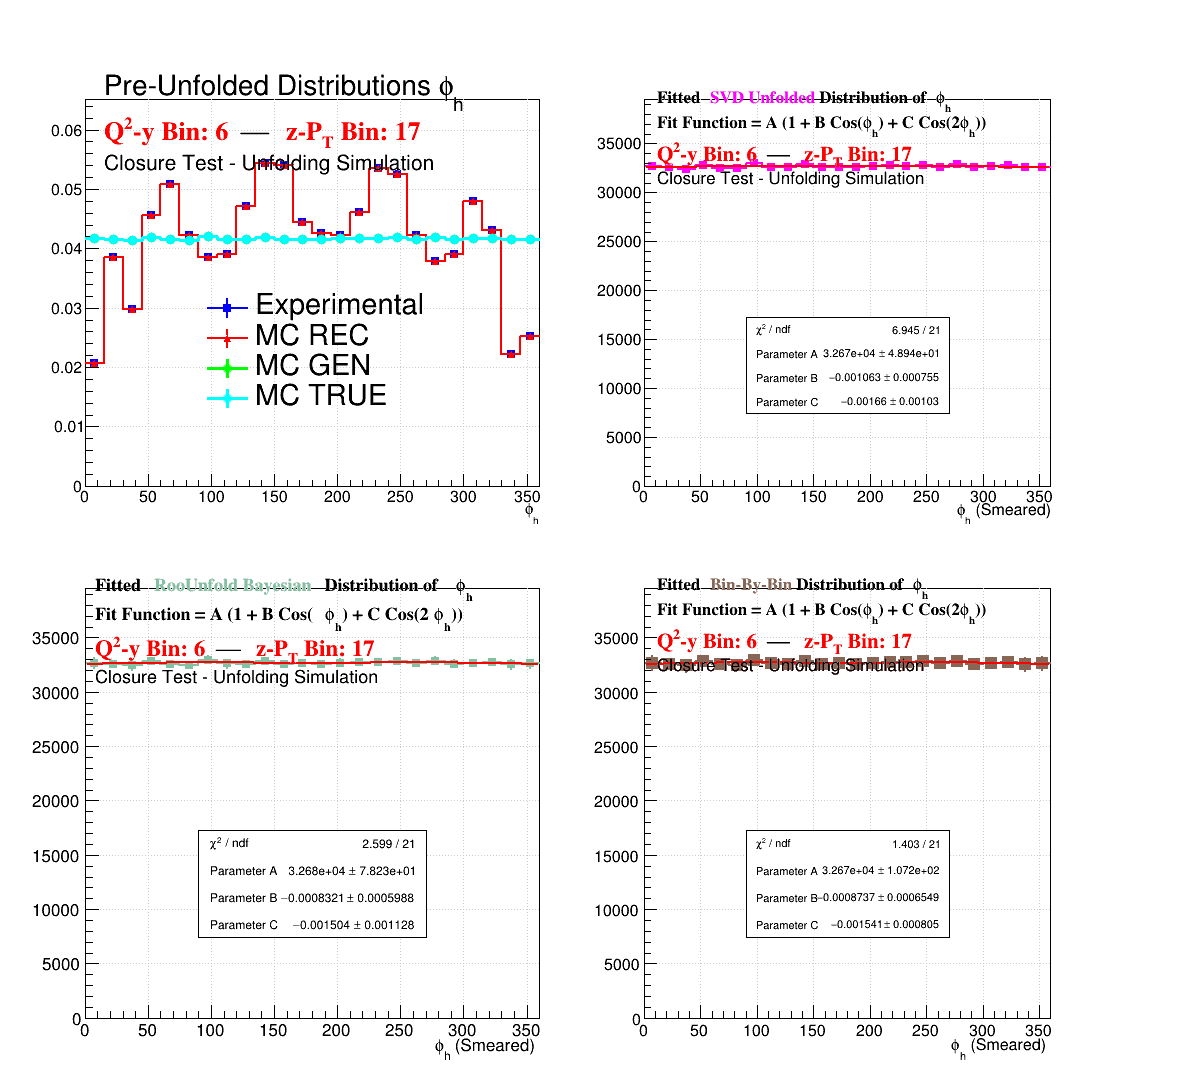 Pre-Unfolded Distributions ϕh
Q²-y Bin: 6 — z-PT Bin: 17
Closure Test - Unfolding Simulation
0.06
0.05
0.04
0.03
0.02
0.01
0
Experimental
MC REC
MC GEN
MC TRUE
0 50 100 150 200 250 300 350
ϕh
Fitted SVD Unfolded Distribution of ϕh
Fit Function = A (1 + B Cos(ϕh) + C Cos(2ϕh))
Q²-y Bin: 6 — z-PT Bin: 17
Closure Test - Unfolding Simulation
35000
30000
25000
20000
15000
10000
5000
0
χ² / ndf 6.945 / 21
Parameter A 3.267e+04 ± 4.894e+01
Parameter B −0.001063 ± 0.000755
Parameter C −0.00166 ± 0.00103
0 50 100 150 200 250 300 350
ϕh (Smeared)
Fitted RooUnfold Bayesian Distribution of ϕh
Fit Function = A (1 + B Cos( ϕh) + C Cos(2 ϕh))
Q²-y Bin: 6 — z-PT Bin: 17
Closure Test - Unfolding Simulation
35000
30000
25000
20000
15000
10000
5000
0
χ² / ndf 2.599 / 21
Parameter A 3.268e+04 ± 7.823e+01
Parameter B −0.0008321 ± 0.0005988
Parameter C −0.001504 ± 0.001128
0 50 100 150 200 250 300 350
ϕh (Smeared)
Fitted Bin-By-Bin Distribution of ϕh
Fit Function = A (1 + B Cos(ϕh) + C Cos(2ϕh))
Q²-y Bin: 6 — z-PT Bin: 17
Closure Test - Unfolding Simulation
35000
30000
25000
20000
15000
10000
5000
0
χ² / ndf 1.403 / 21
Parameter A 3.267e+04 ± 1.072e+02
Parameter B −0.0008737 ± 0.0006549
Parameter C −0.001541 ± 0.000805
0 50 100 150 200 250 300 350
ϕh (Smeared)